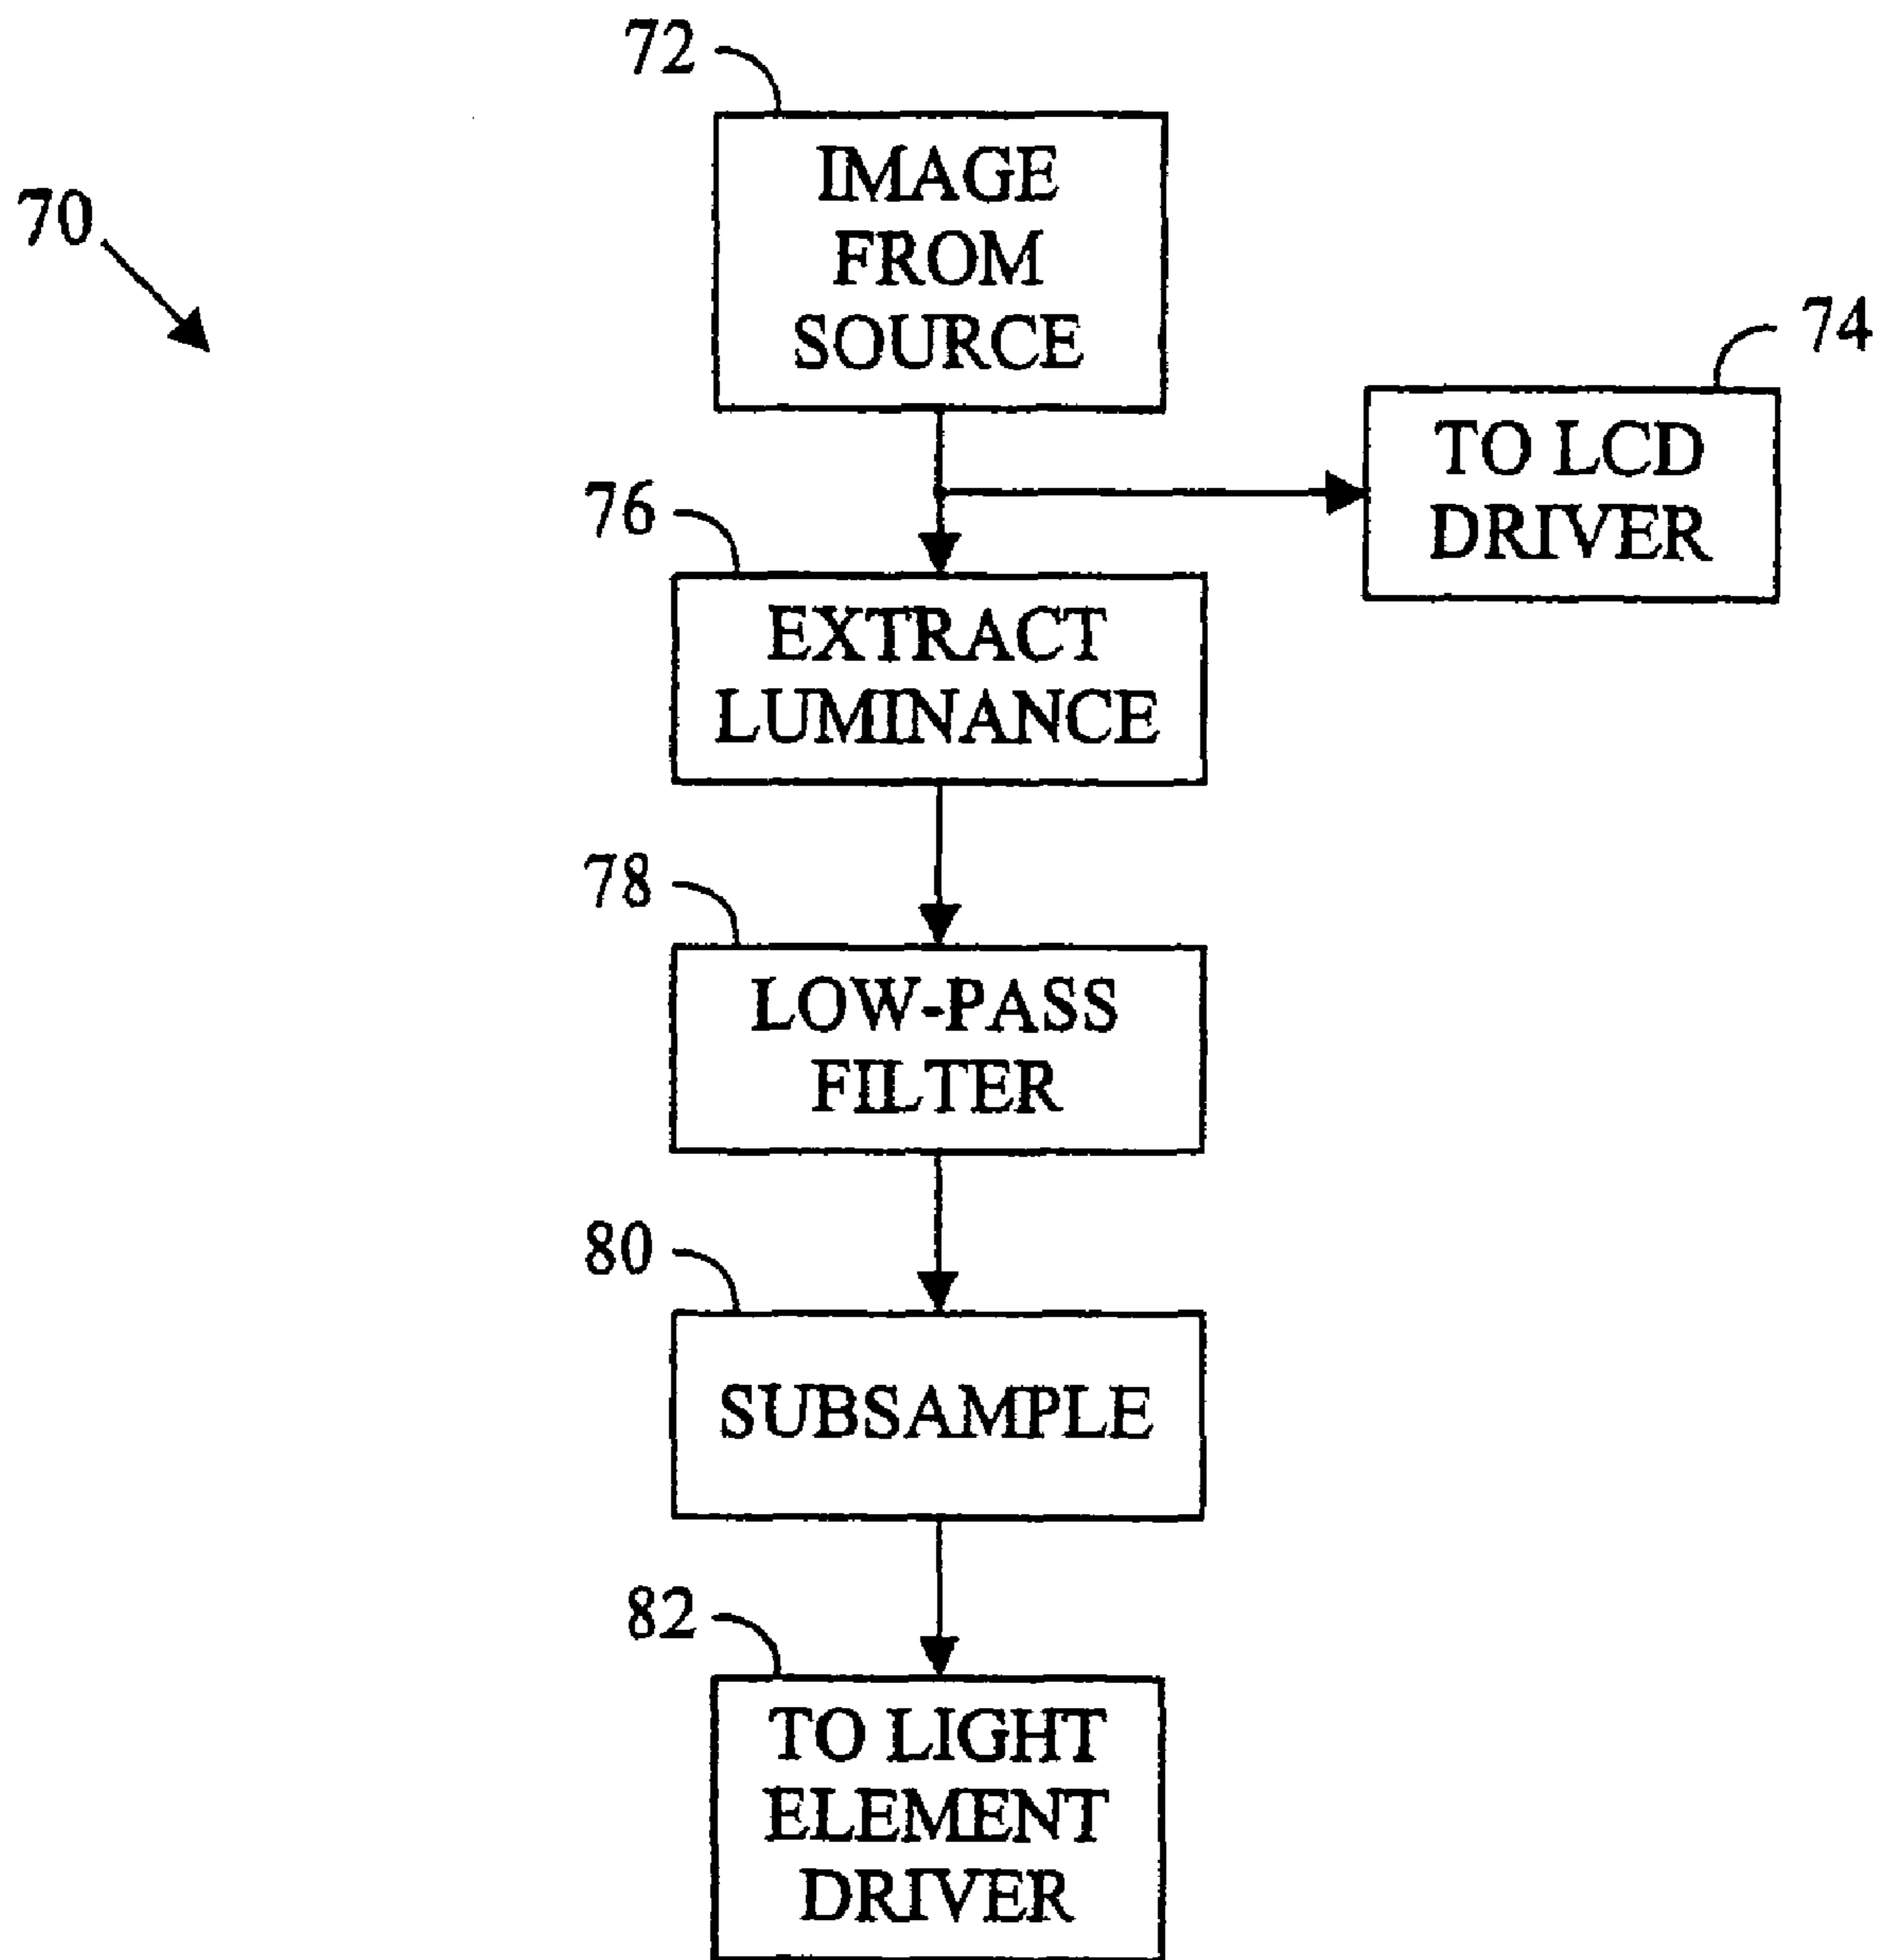 72
IMAGE
FROM
SOURCE
70
74
TO LCD
DRIVER
76
EXTRACT
LUMINANCE
78
LOW-PASS
FILTER
80
SUBSAMPLE
82
TO LIGHT
ELEMENT
DRIVER